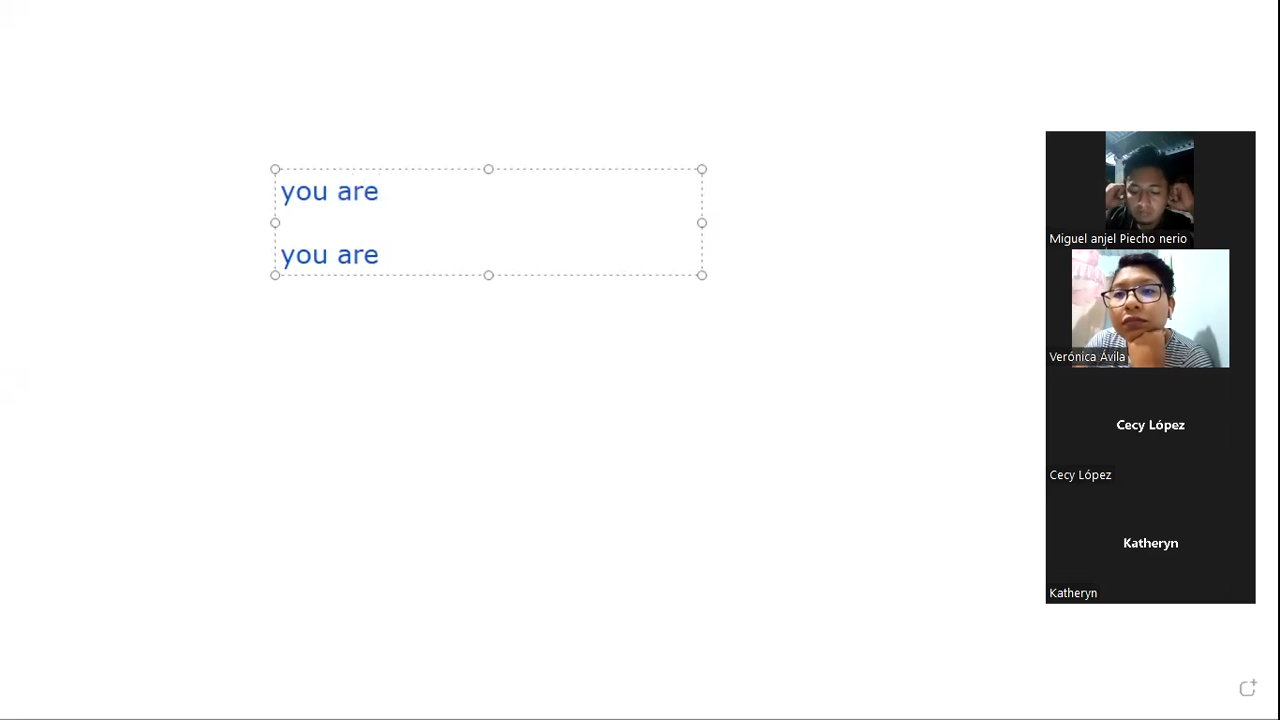 you are
you are
Miguel anjel Piecho nerio
Verónica Ávila
Cecy López
Cecy López
Katheryn
Katheryn